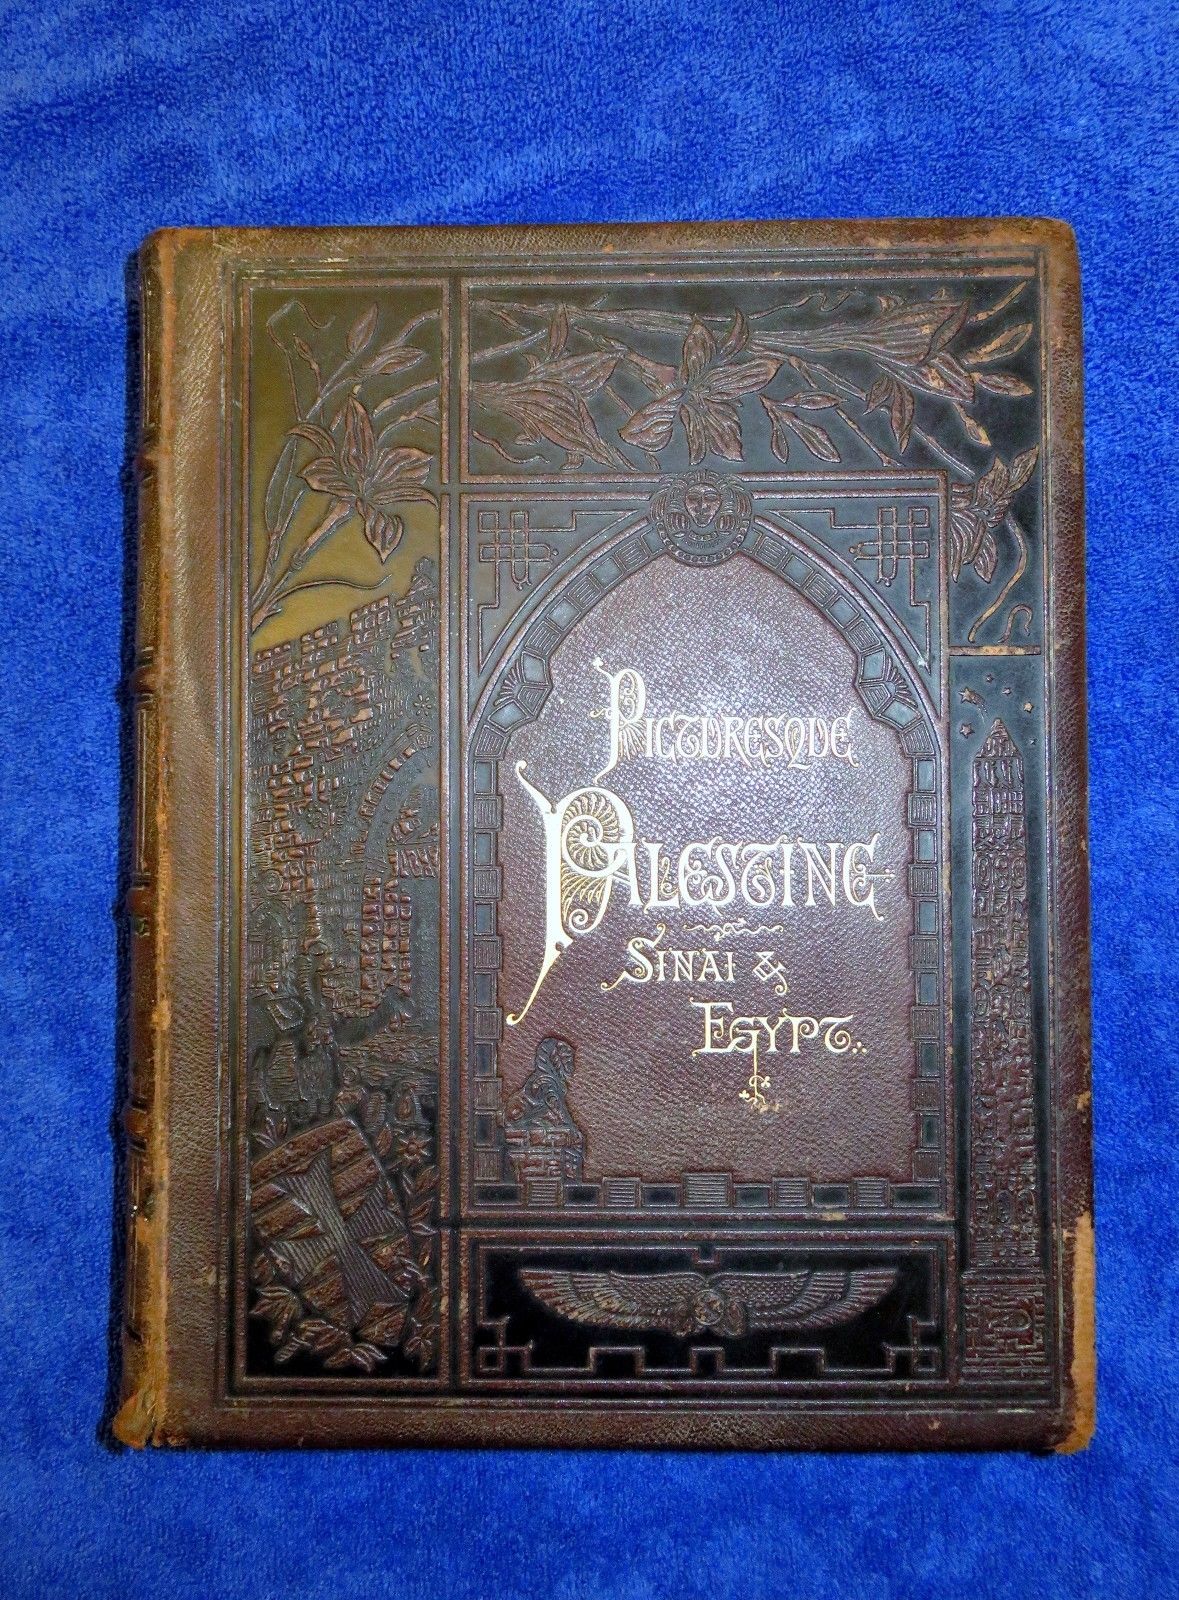 PICTURESQUE
PALESTINE
SINAI &
EGYPT.